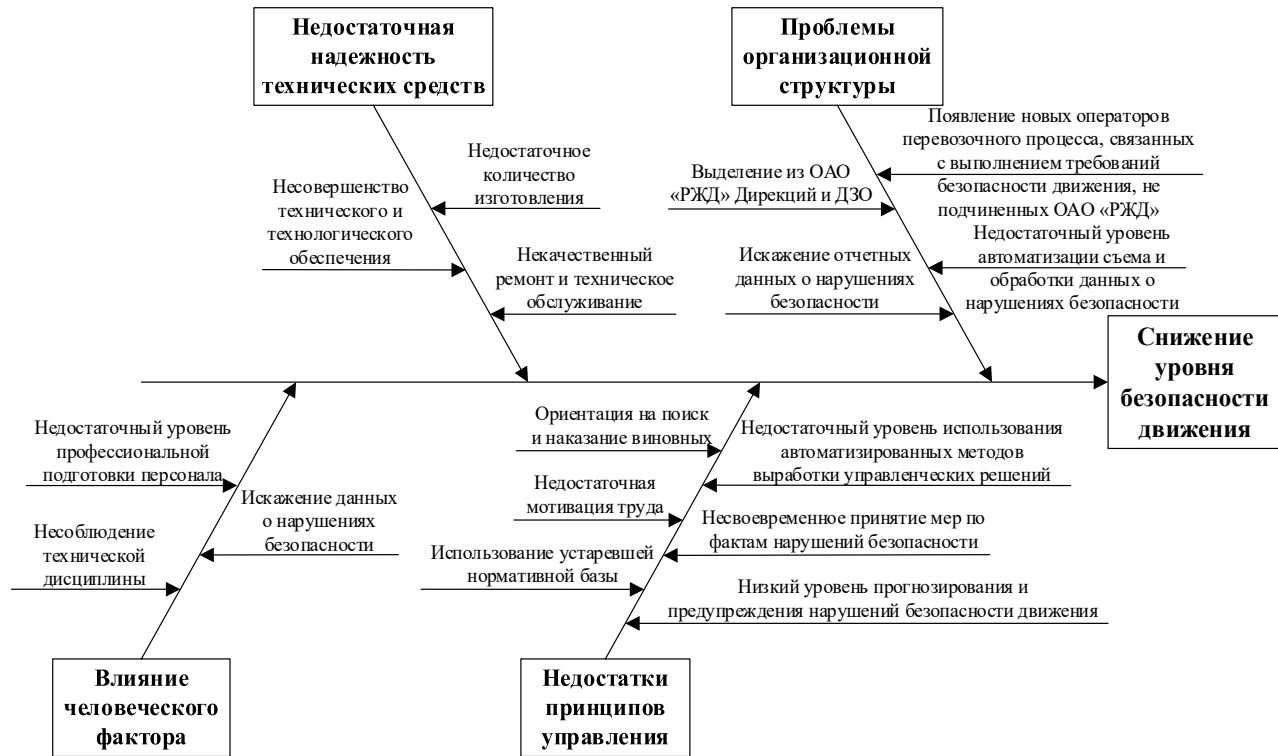 Недостаточная
надежность
технических средств
Проблемы
организационной
структуры
Недостаточное
количество
изготовления
Несовершенство
технического и
технологического
обеспечения
Некачественный
ремонт и техническое
обслуживание
Выделение из ОАО
«РЖД» Дирекций и ДЗО
Появление новых операторов
перевозочного процесса, связанных
с выполнением требований
безопасности движения, не
подчиненных ОАО «РЖД»
Искажение отчетных
данных о нарушениях
безопасности
Недостаточный уровень
автоматизации съема и
обработки данных о
нарушениях безопасности
Снижение
уровня
безопасности
движения
Недостаточный уровень
профессиональной
подготовки персонала
Искажение данных
о нарушениях
безопасности
Несоблюдение
технической
дисциплины
Ориентация на поиск
и наказание виновных
Недостаточный уровень использования
автоматизированных методов
выработки управленческих решений
Недостаточная
мотивация труда
Несвоевременное принятие мер по
фактам нарушений безопасности
Использование устаревшей
нормативной базы
Низкий уровень прогнозирования и
предупреждения нарушений безопасности движения
Влияние
человеческого
фактора
Недостатки
принципов
управления